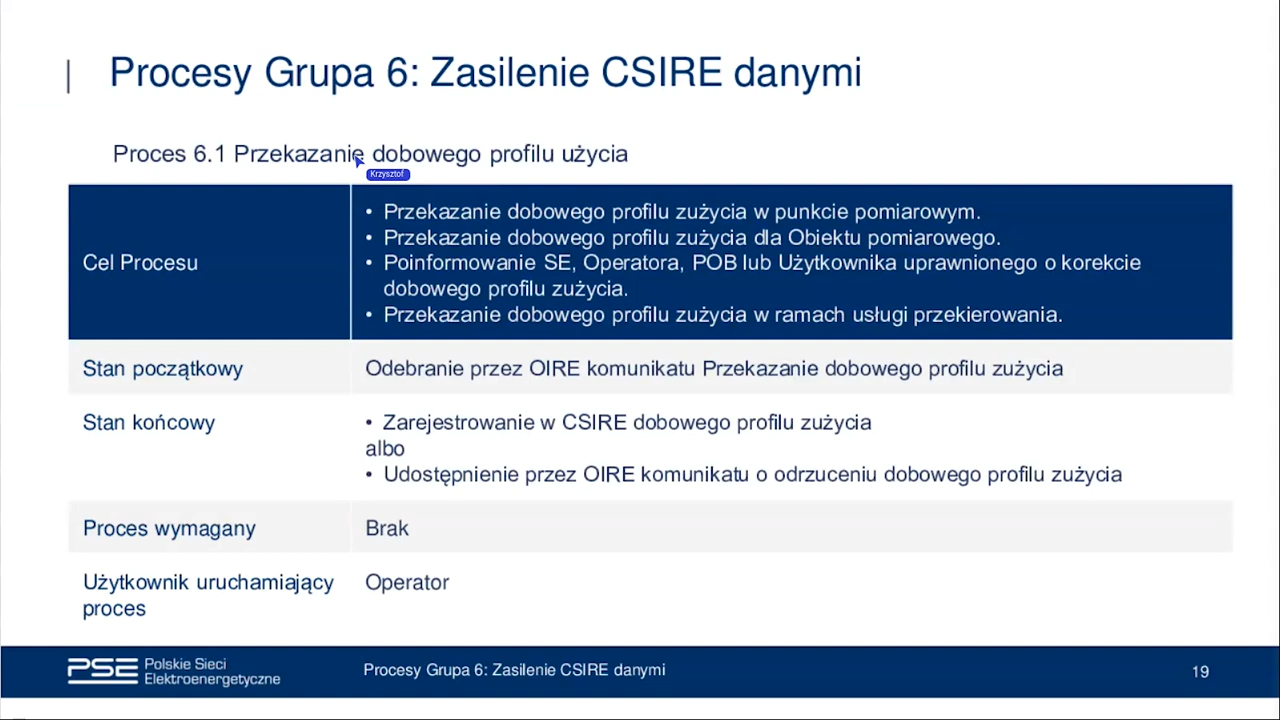 Procesy Grupa 6: Zasilenie CSIRE danymi
Proces 6.1 Przekazanie dobowego profilu użycia
Krzysztof
Cel Procesu
• Przekazanie dobowego profilu zużycia w punkcie pomiarowym.
• Przekazanie dobowego profilu zużycia dla Obiektu pomiarowego.
• Poinformowanie SE, Operatora, POB lub Użytkownika uprawnionego o korekcie
dobowego profilu zużycia.
• Przekazanie dobowego profilu zużycia w ramach usługi przekierowania.
Stan początkowy
Odebranie przez OIRE komunikatu Przekazanie dobowego profilu zużycia
Stan końcowy
• Zarejestrowanie w CSIRE dobowego profilu zużycia
albo
• Udostępnienie przez OIRE komunikatu o odrzuceniu dobowego profilu zużycia
Proces wymagany
Brak
Użytkownik uruchamiający
proces
Operator
PSE Polskie Sieci
Elektroenergetyczne
Procesy Grupa 6: Zasilenie CSIRE danymi
19